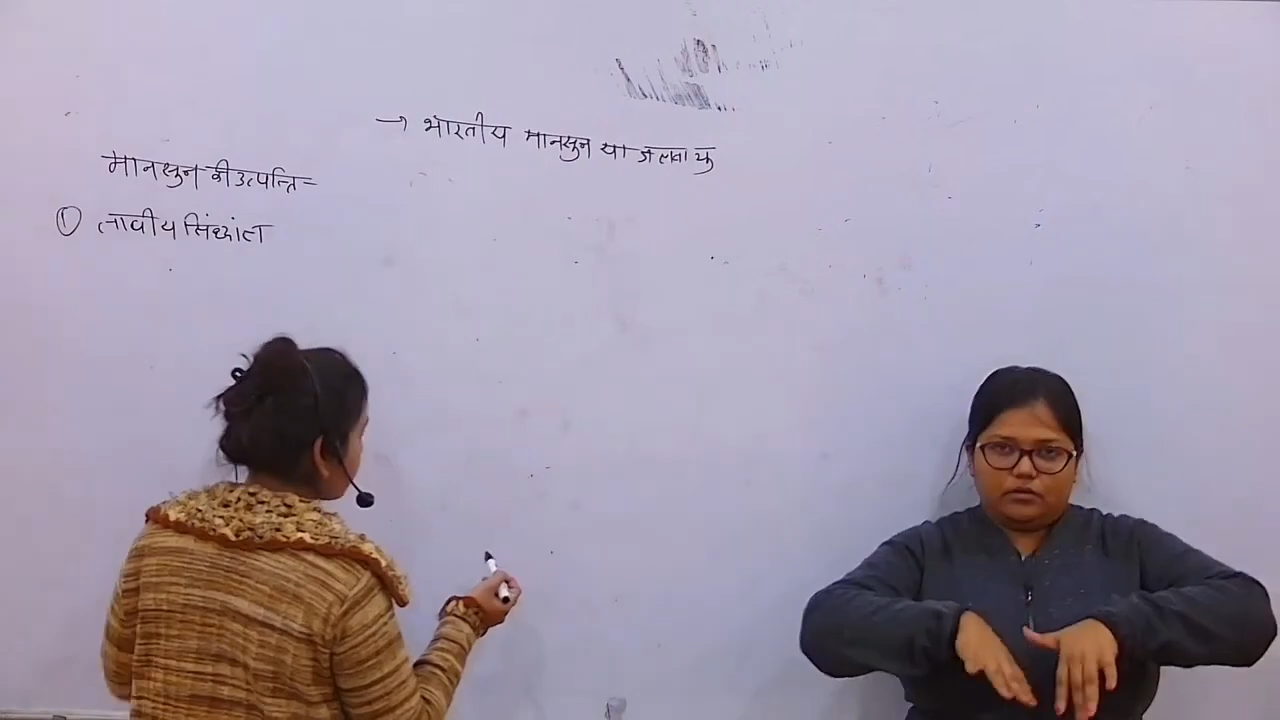 → भारतीय मानसुन या जलवायु
मानसुन की उत्पत्ति -
① तापीय सिंध्दांत